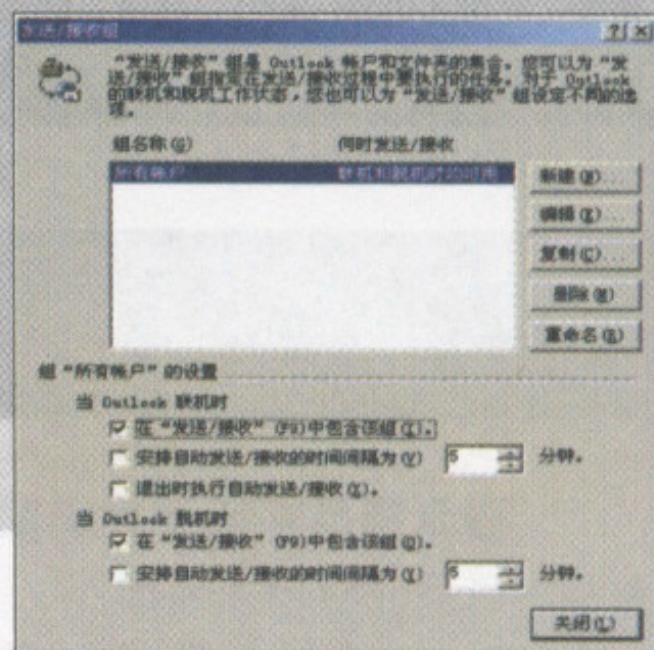 发送/接收组
“发送/接收”组是 Outlook 帐户和文件夹的集合。您可以为“发
送/接收”组指定在发送/接收过程中要执行的任务。对于 Outlook
的联机和脱机工作状态，您也可以为“发送/接收”组设定不同的选
项。
组名称(G) 何时发送/接收
所有帐户 联机和脱机时均可用
新建(N)...
编辑(E)...
复制(C)...
删除(M)
重命名(R)
组“所有帐户”的设置
当 Outlook 联机时
在“发送/接收”(F9)中包含该组(I)。
安排自动发送/接收的时间间隔为(V) 5 分钟。
退出时执行自动发送/接收(X)。
当 Outlook 脱机时
在“发送/接收”(F9)中包含该组
安排自动发送/接收的时间间隔为 5 分钟。
关闭(L)